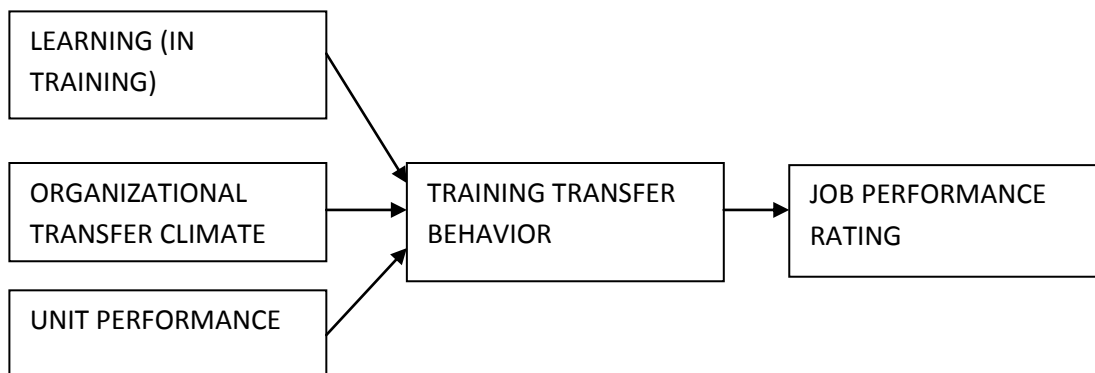 LEARNING (IN
TRAINING)
ORGANIZATIONAL
TRANSFER CLIMATE
UNIT PERFORMANCE
TRAINING TRANSFER
BEHAVIOR
JOB PERFORMANCE
RATING